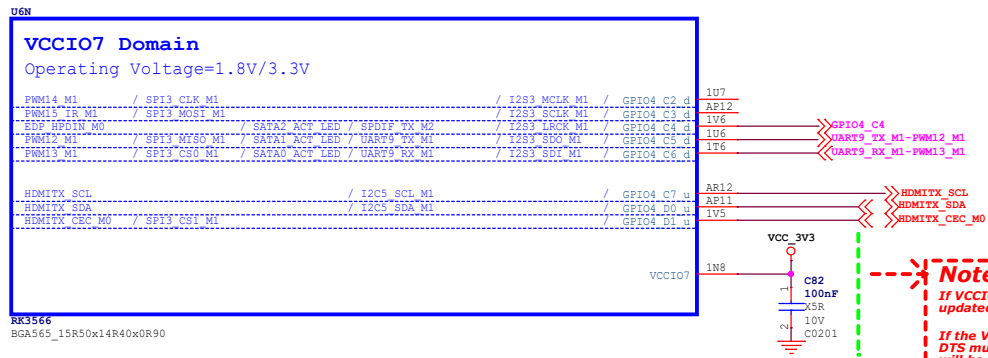 U6N
VCCIO7 Domain
Operating Voltage=1.8V/3.3V
PWM14_M1 / SPI3_CLK_M1 / I2S3_MCLK_M1 / GPIO4_C2_d 1U7
PWM15_IR_M1 / SPI3_MOSI_M1 / I2S3_SCLK_M1 / GPIO4_C3_d AP12
EDP_HPDIN_M0 / SATA2_ACT_LED / SPDIF_TX_M2 / I2S3_LRCK_M1 / GPIO4_C4_d 1V6 GPIO4_C4
PWM12_M1 / SPI3_MISO_M1 / SATA1_ACT_LED / UART9_TX_M1 / I2S3_SDO_M1 / GPIO4_C5_d 1U6 UART9_TX_M1-PWM12_M1
PWM13_M1 / SPI3_CS0_M1 / SATA0_ACT_LED / UART9_RX_M1 / I2S3_SDI_M1 / GPIO4_C6_d 1T6 UART9_RX_M1-PWM13_M1
HDMITX_SCL / I2C5_SCL_M1 / GPIO4_C7_u AR12 HDMITX_SCL
HDMITX_SDA / I2C5_SDA_M1 / GPIO4_D0_u AP11 HDMITX_SDA
HDMITX_CEC_M0 / SPI3_CS1_M1 / GPIO4_D1_u 1V5 HDMITX_CEC_M0
VCC_3V3
VCCIO7 1N8
C82
1 100nF
X5R
10V
2 C0201
Note
If VCCI
updated
If the V
DTS mu
RK3566
BGA565_15R50x14R40x0R90